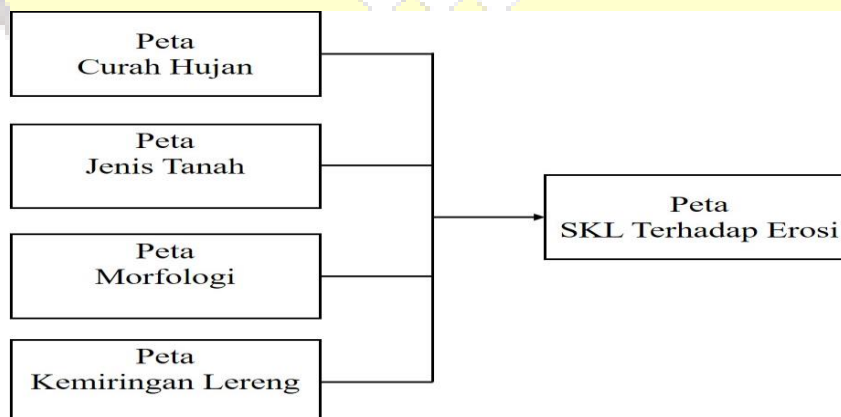 Peta
Curah Hujan
Peta
Jenis Tanah
Peta
Morfologi
Peta
Kemiringan Lereng
Peta
SKL Terhadap Erosi